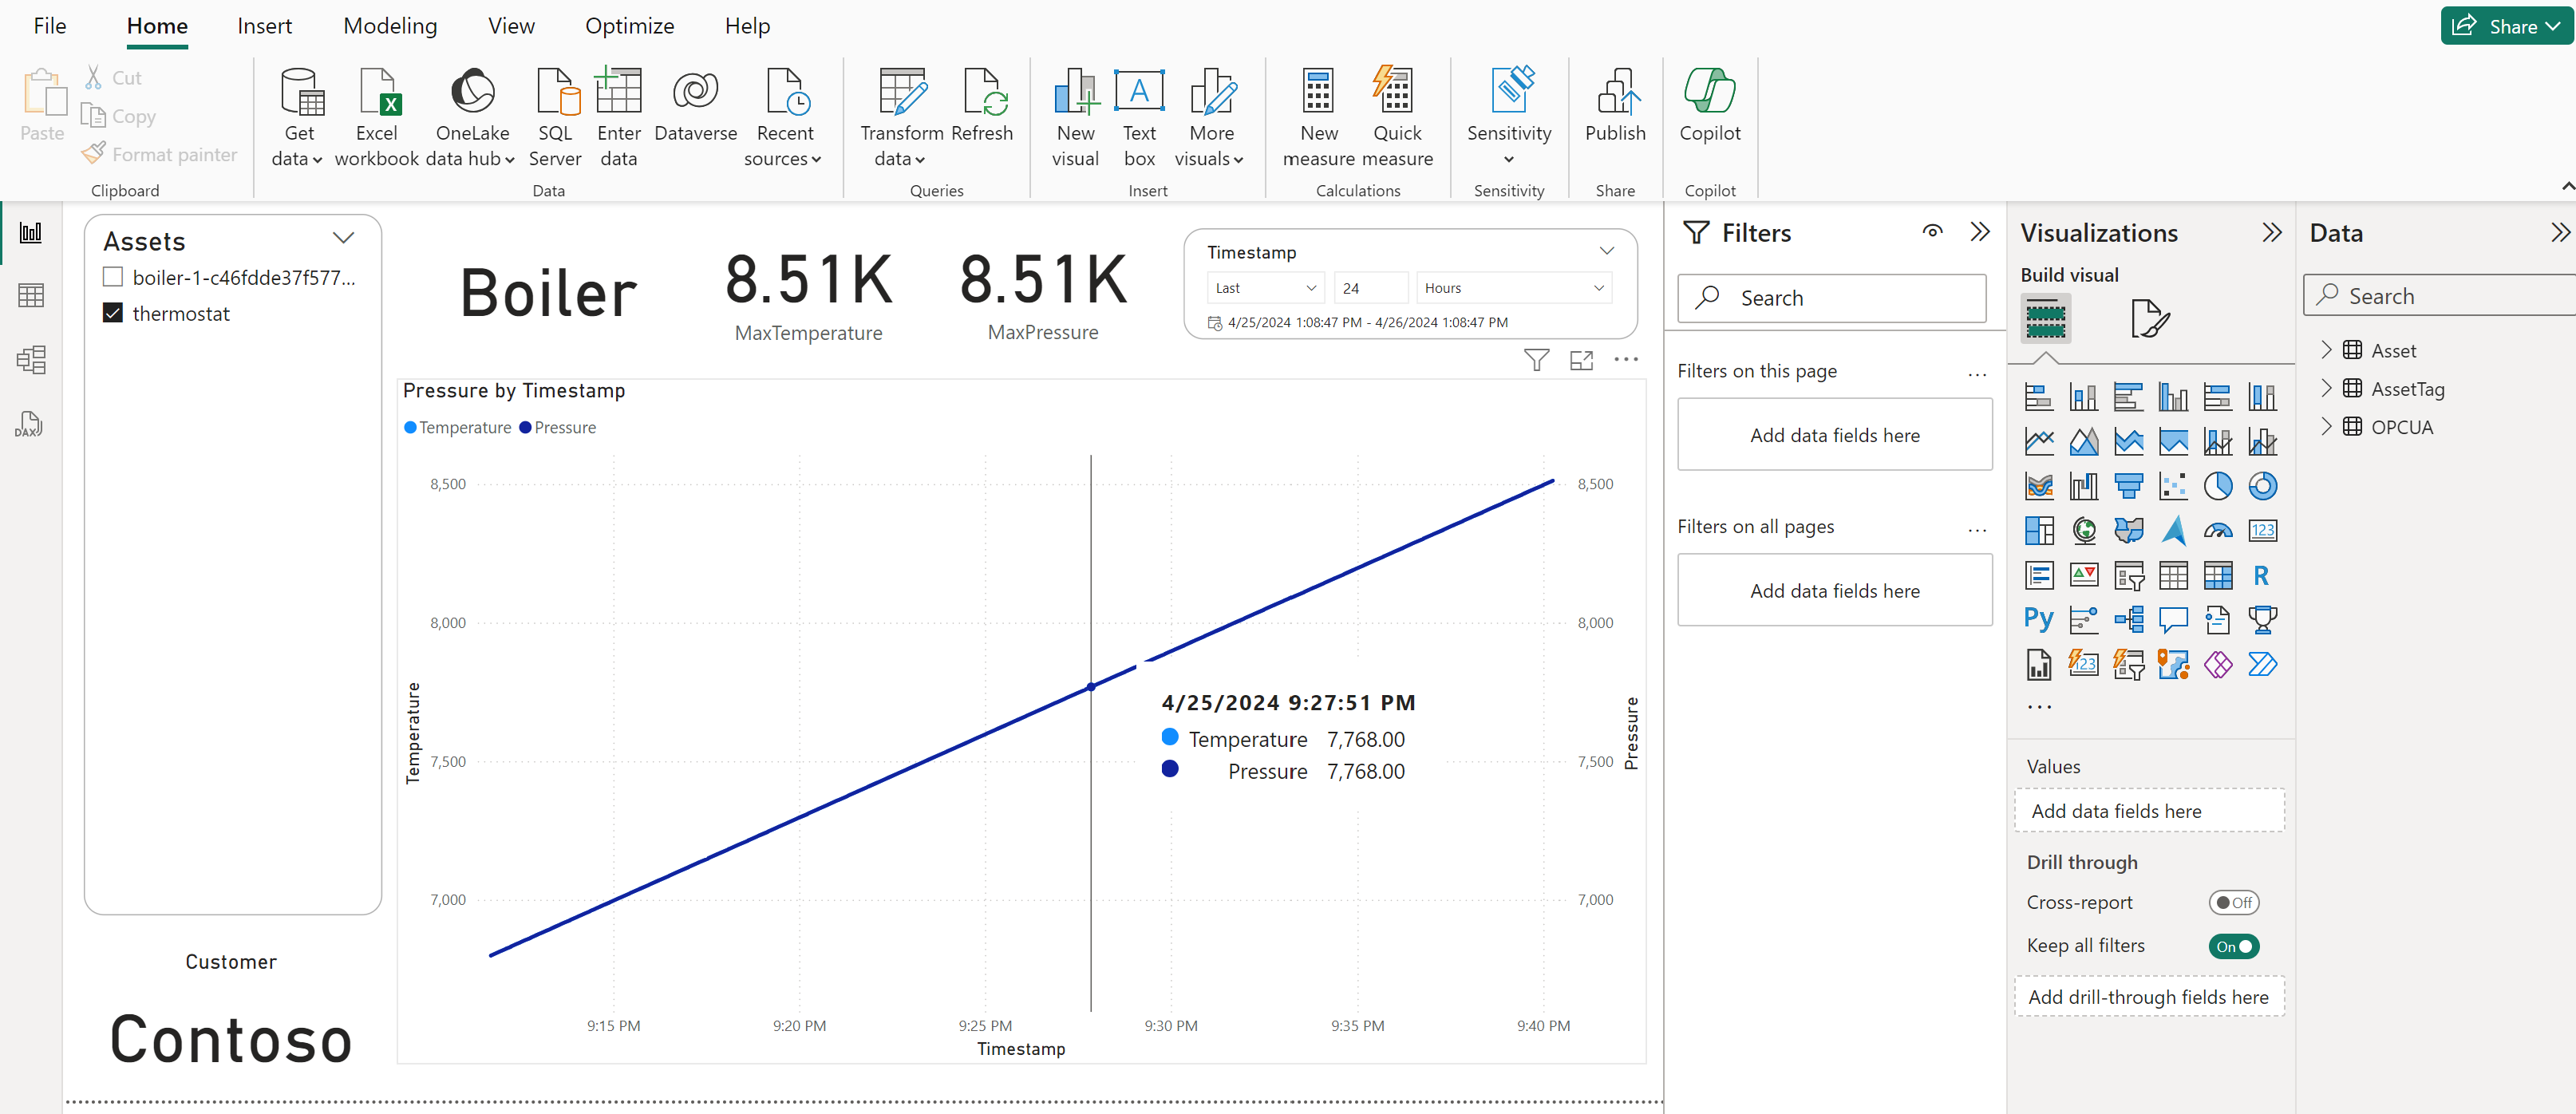 File Home Insert Modeling View Optimize Help
Share
Paste
Cut
Copy
Format painter
Clipboard
Get data
Excel workbook
OneLake data hub
SQL Server
Enter data
Dataverse
Recent sources
Data
Transform data
Refresh
Queries
New visual
A
Text box
More visuals
Insert
New measure
Quick measure
Calculations
Sensitivity
Sensitivity
Publish
Share
Copilot
Copilot
DAX
Assets
boiler-1-c46fdde37f577...
thermostat
Customer
Contoso
Boiler
8.51K
MaxTemperature
8.51K
MaxPressure
Timestamp
Last
24
Hours
4/25/2024 1:08:47 PM - 4/26/2024 1:08:47 PM
Pressure by Timestamp
Temperature Pressure
8,500
8,000
7,500
7,000
Temperature
4/25/2024 9:27:51 PM
Temperature 7,768.00
Pressure 7,768.00
8,500
8,000
7,500
7,000
Pressure
9:15 PM 9:20 PM 9:25 PM 9:30 PM 9:35 PM 9:40 PM
Timestamp
Filters
Search
Filters on this page
Add data fields here
Filters on all pages
Add data fields here
Visualizations
Build visual
123
R
Py
123
Values
Add data fields here
Drill through
Cross-report
Off
Keep all filters
On
Add drill-through fields here
Data
Search
Asset
AssetTag
OPCUA